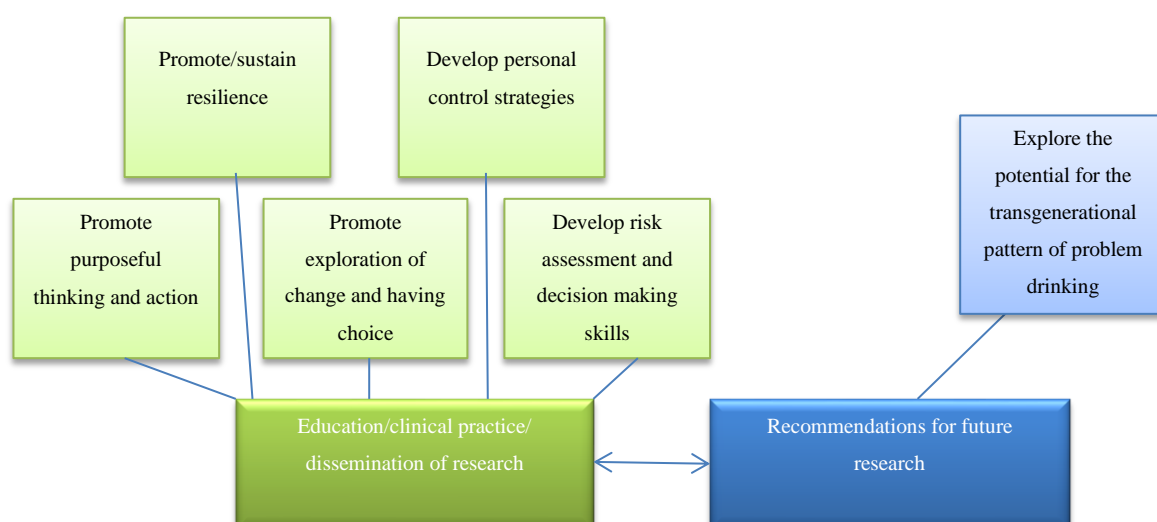 Promote/sustain
resilience
Develop personal
control strategies
Explore the
potential for the
transgenerational
pattern of problem
drinking
Promote
purposeful
thinking and action
Promote
exploration of
change and having
choice
Develop risk
assessment and
decision making
skills
Education/clinical practice/
dissemination of research
Recommendations for future
research